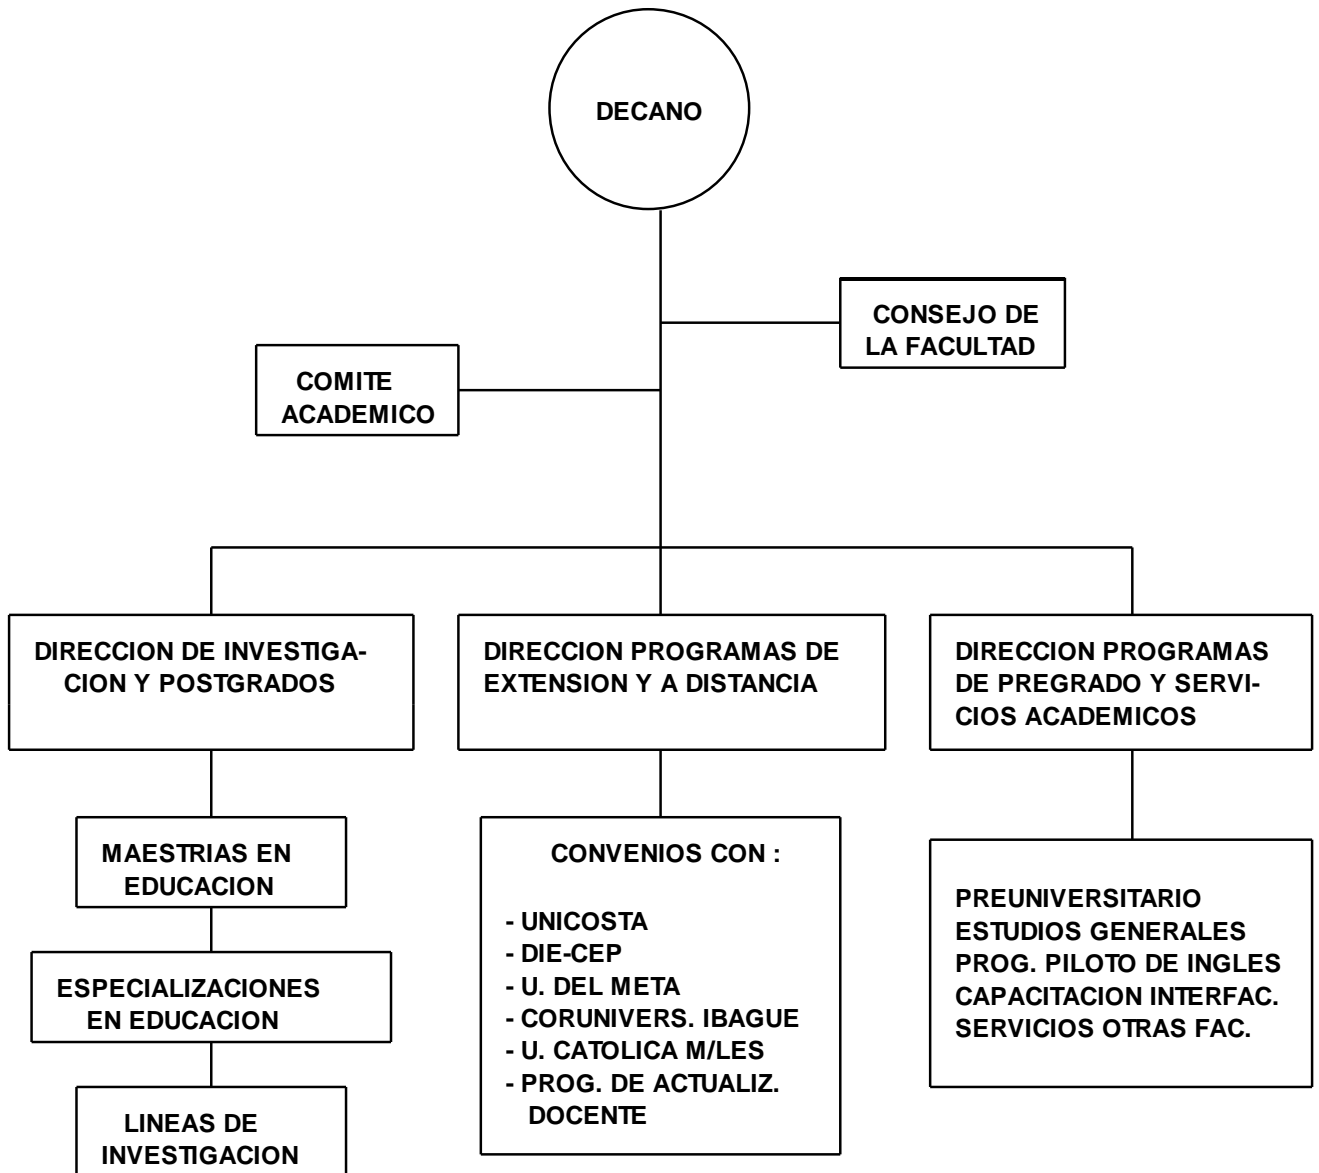 DECANO
CONSEJO DE
LA FACULTAD
COMITE
ACADEMICO
DIRECCION DE INVESTIGA-
CION Y POSTGRADOS
DIRECCION PROGRAMAS DE
EXTENSION Y A DISTANCIA
DIRECCION PROGRAMAS
DE PREGRADO Y SERVI-
CIOS ACADEMICOS
MAESTRIAS EN
EDUCACION
ESPECIALIZACIONES
EN EDUCACION
LINEAS DE
INVESTIGACION
CONVENIOS CON :
- UNICOSTA
- DIE-CEP
- U. DEL META
- CORUNIVERS. IBAGUE
- U. CATOLICA M/LES
- PROG. DE ACTUALIZ.
DOCENTE
PREUNIVERSITARIO
ESTUDIOS GENERALES
PROG. PILOTO DE INGLES
CAPACITACION INTERFAC.
SERVICIOS OTRAS FAC.